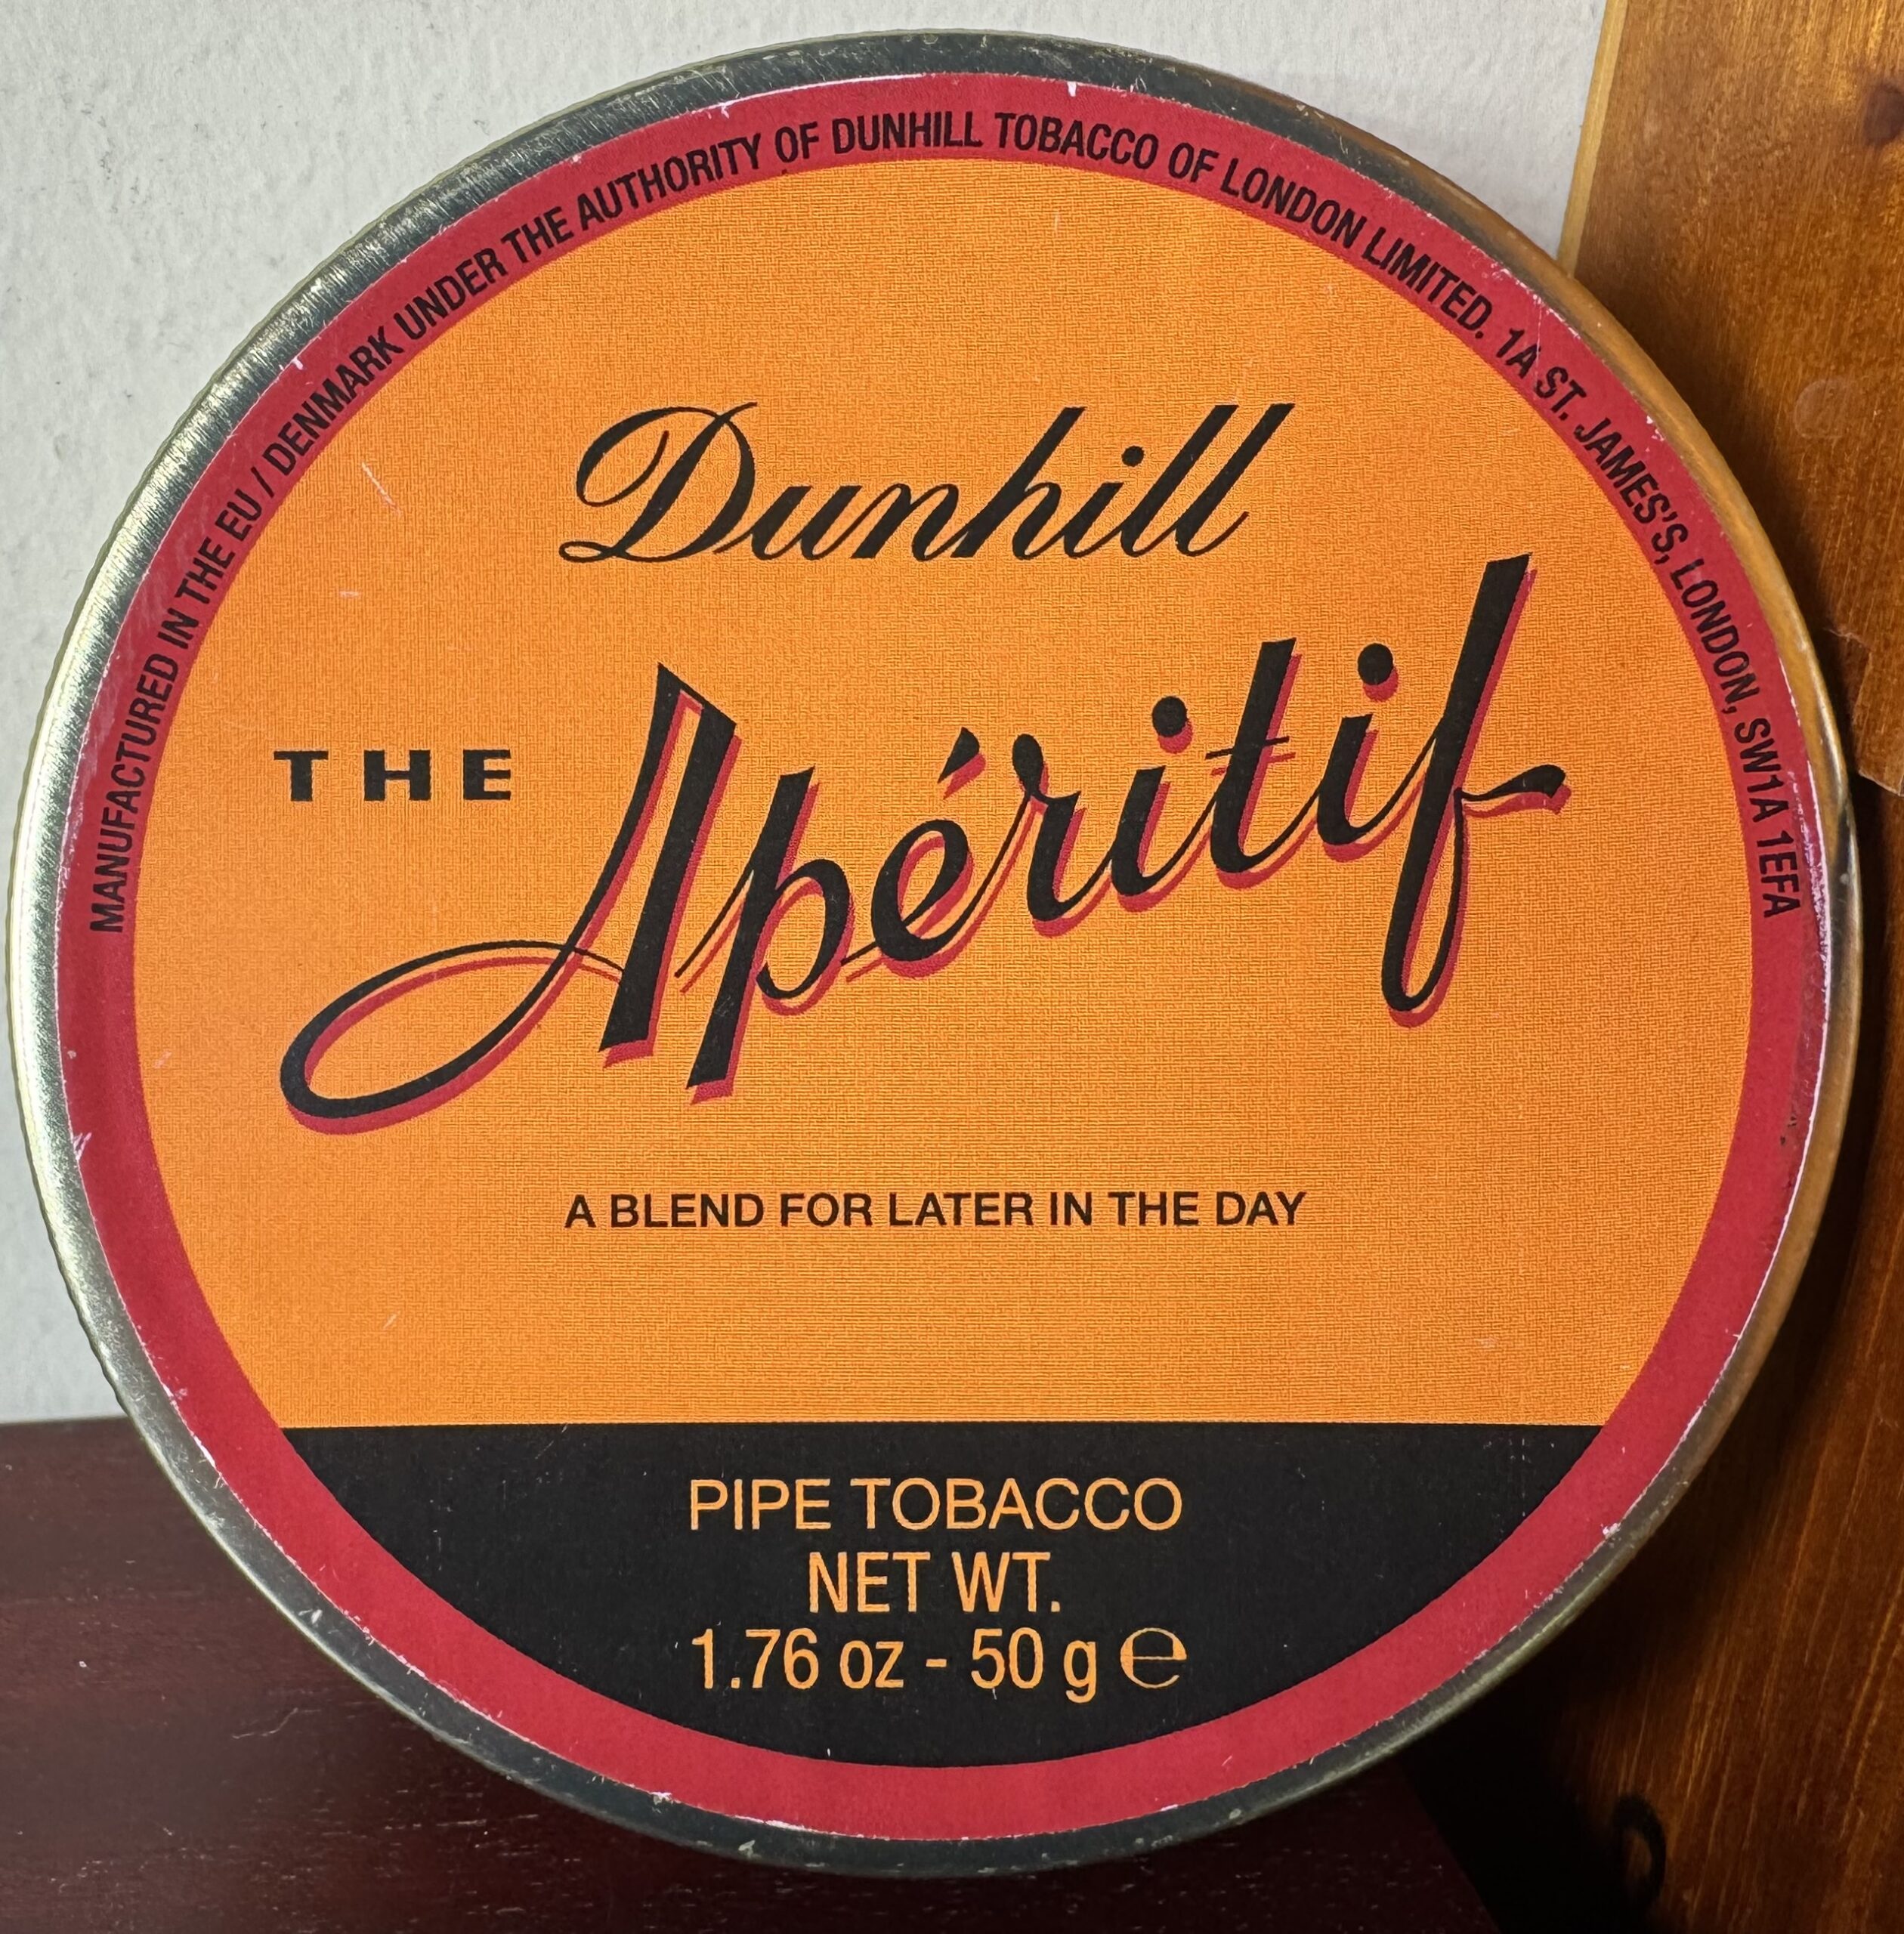 MANUFACTURED IN THE EU / DENMARK UNDER THE AUTHORITY OF DUNHILL TOBACCO OF LONDON LIMITED. 1A ST. JAMES'S, LONDON, SW1A 1EFA
Dunhill
THE Apéritif
A BLEND FOR LATER IN THE DAY
PIPE TOBACCO
NET WT.
1.76 oz - 50 g ℮